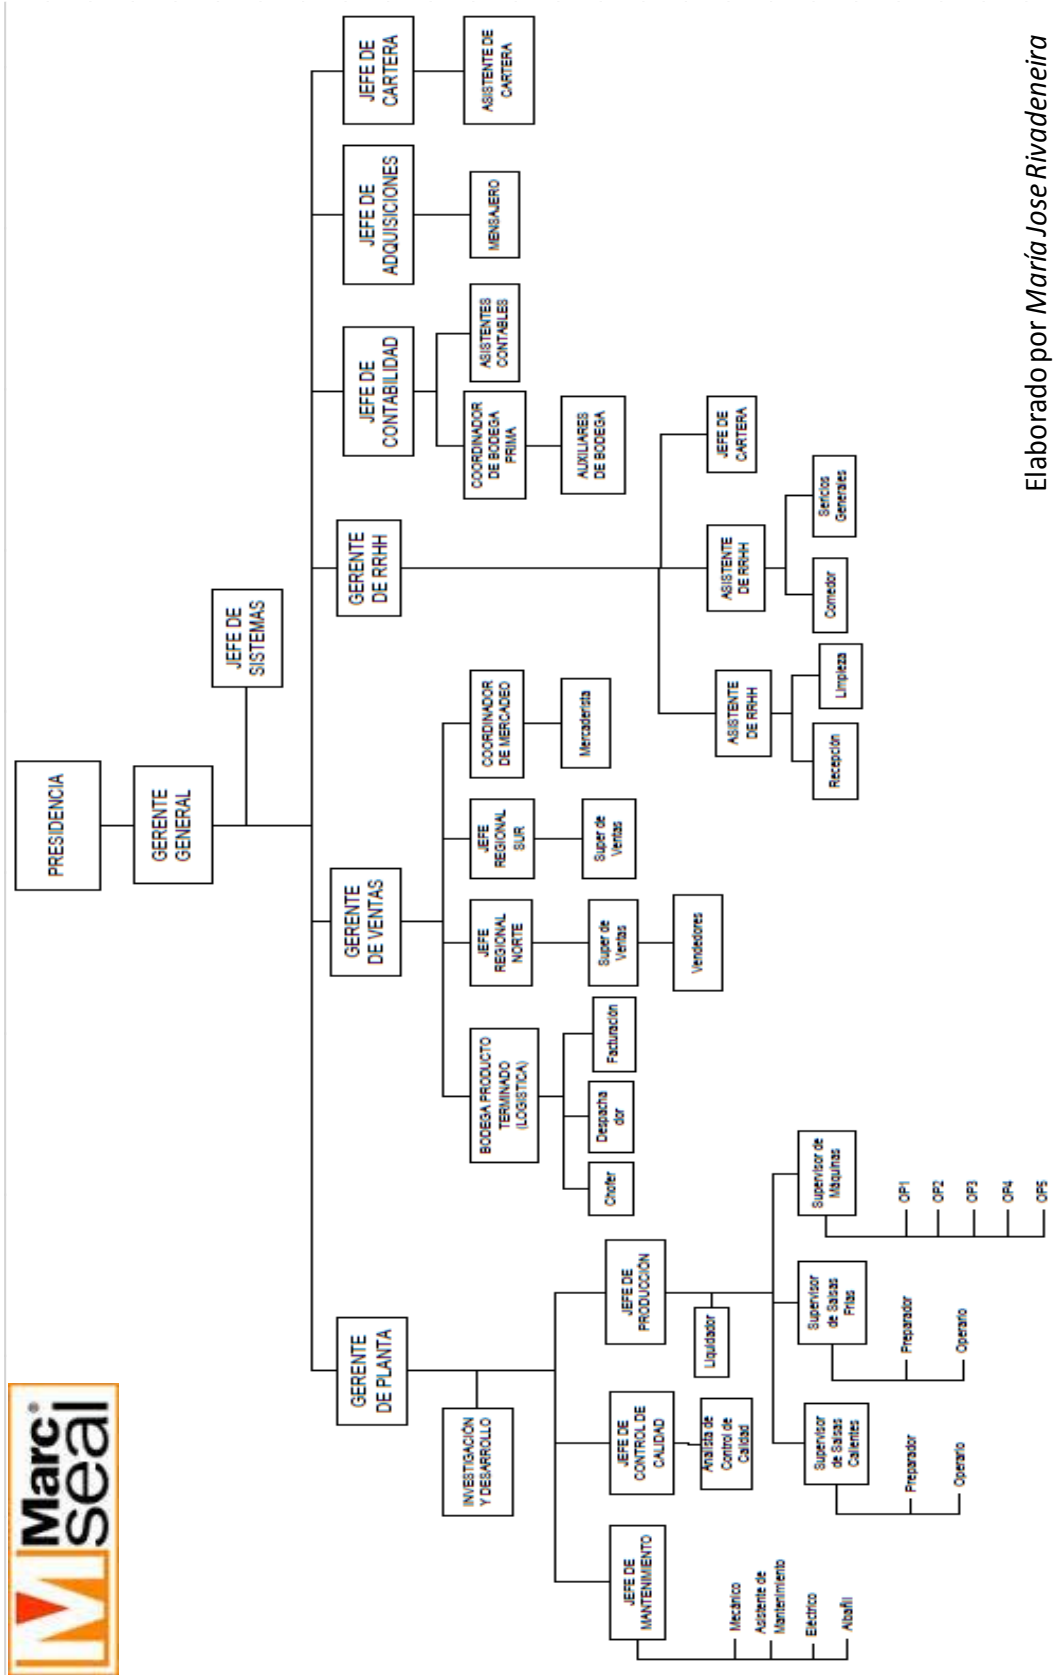 Marc®
seal
PRESIDENCIA
GERENTE
GENERAL
JEFE DE
SISTEMAS
GERENTE
DE PLANTA
GERENTE
DE VENTAS
GERENTE
DE RRHH
JEFE DE
CONTABILIDAD
JEFE DE
ADQUISICIONES
JEFE DE
CARTERA
INVESTIGACIÓN
Y DESARROLLO
BODEGA PRODUCTO
TERMINADO
(LOGISTICA)
JEFE
REGIONAL
NORTE
JEFE
REGIONAL
SUR
COORDINADOR
DE MERCADEO
COORDINADOR
DE BODEGA
PRIMA
ASISTENTES
CONTABLES
MENSAJERO
ASISTENTE DE
CARTERA
Chofer
Despacha
dor
Facturación
Super de
Ventas
Super de
Ventas
Mercaderista
AUXILIARES
DE BODEGA
Vendedores
JEFE DE
MANTENIMIENTO
JEFE DE
CONTROL DE
CALIDAD
JEFE DE
PRODUCCIÓN
ASISTENTE
DE RRHH
ASISTENTE
DE RRHH
JEFE DE
CARTERA
Analista de
Control de
Calidad
Liquidador
Recepción
Limpieza
Comedor
Sericios
Generales
Mecánico
Asistente de
Mantenimiento
Eléctrico
Albañil
Supervisor
de Salsas
Calientes
Supervisor
de Salsas
Frias
Supervisor de
Maquinas
Preparador
Operario
Preparador
Operario
OP1
OP2
OP3
OP4
OP5
Elaborado por María Jose Rivadeneira